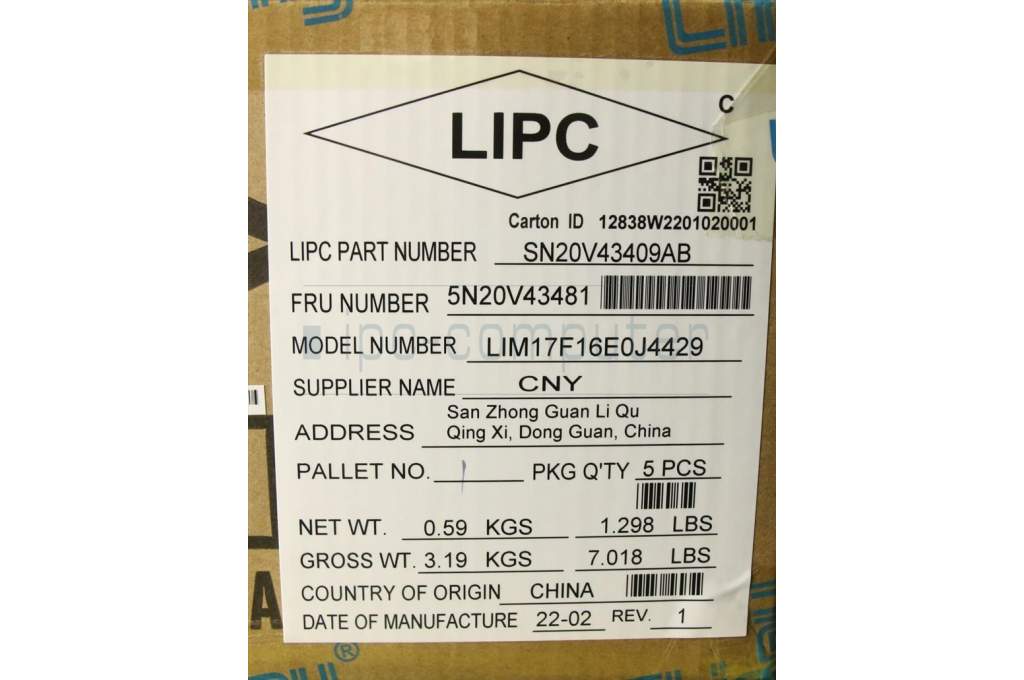 LIPC
C
Carton ID 12838W2201020001
LIPC PART NUMBER SN20V43409AB
FRU NUMBER 5N20V43481
ipc computer
MODEL NUMBER LIM17F16E0J4429
SUPPLIER NAME CNY
San Zhong Guan Li Qu
ADDRESS Qing Xi, Dong Guan, China
PALLET NO. 1 PKG Q'TY 5 PCS
NET WT. 0.59 KGS 1.298 LBS
GROSS WT. 3.19 KGS 7.018 LBS
COUNTRY OF ORIGIN CHINA
DATE OF MANUFACTURE 22-02 REV. 1
A
®